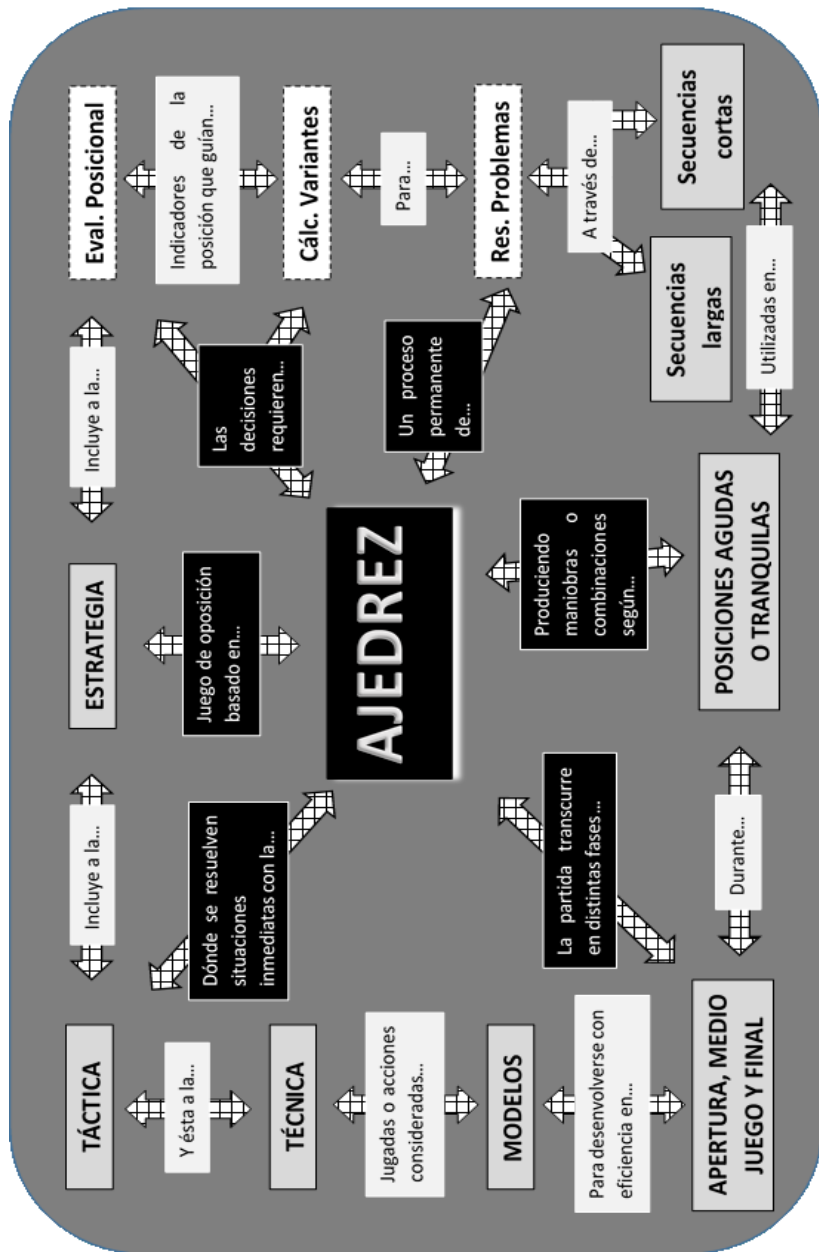 TÁCTICA
Incluye a la...
ESTRATEGIA
Incluye a la...
Eval. Posicional
Y ésta a la...
Dónde se resuelven
situaciones
inmediatas con la...
Juego de oposición
basado en...
Las
decisiones
requieren...
Indicadores de la
posición que guían...
TÉCNICA
AJEDREZ
Cálc. Variantes
Jugadas o acciones
consideradas...
Un proceso
permanente
de...
Para...
MODELOS
Res. Problemas
Para desenvolverse con
eficiencia en...
La partida transcurre
en distintas fases...
Produciendo
maniobras o
combinaciones
según...
A través de...
APERTURA, MEDIO
JUEGO Y FINAL
Durante...
POSICIONES AGUDAS
O TRANQUILAS
Utilizadas en...
Secuencias
largas
Secuencias
cortas